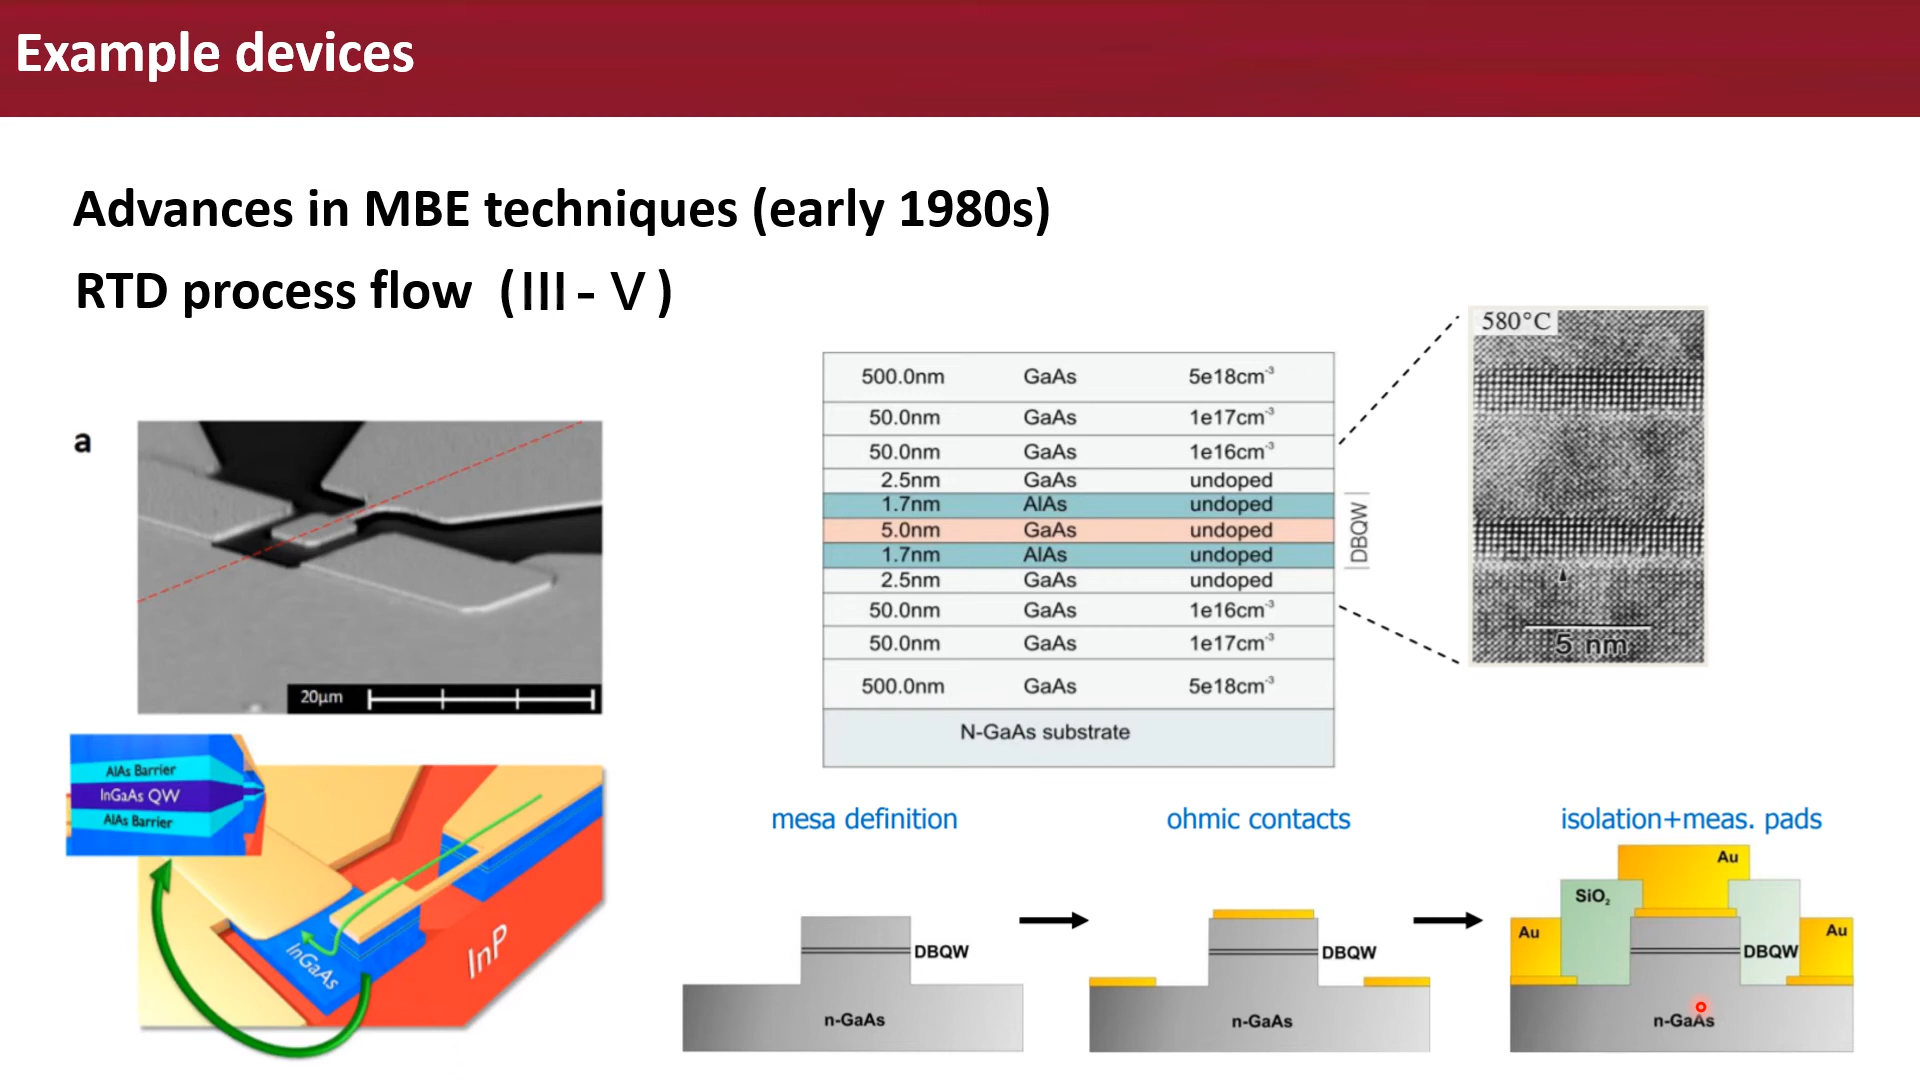 Example devices
Advances in MBE techniques (early 1980s)
RTD process flow (III - V)
580°C
5 nm
a
20µm
500.0nm GaAs 5e18cm⁻³
50.0nm GaAs 1e17cm⁻³
50.0nm GaAs 1e16cm⁻³
2.5nm GaAs undoped
1.7nm AlAs undoped
5.0nm GaAs undoped
1.7nm AlAs undoped
2.5nm GaAs undoped
50.0nm GaAs 1e16cm⁻³
50.0nm GaAs 1e17cm⁻³
500.0nm GaAs 5e18cm⁻³
N-GaAs substrate
DBQW
AlAs Barrier
InGaAs QW
AlAs Barrier
InGaAs
InP
mesa definition
DBQW
n-GaAs
ohmic contacts
DBQW
n-GaAs
isolation+meas. pads
Au
SiO₂
Au
Au
DBQW
n-GaAs